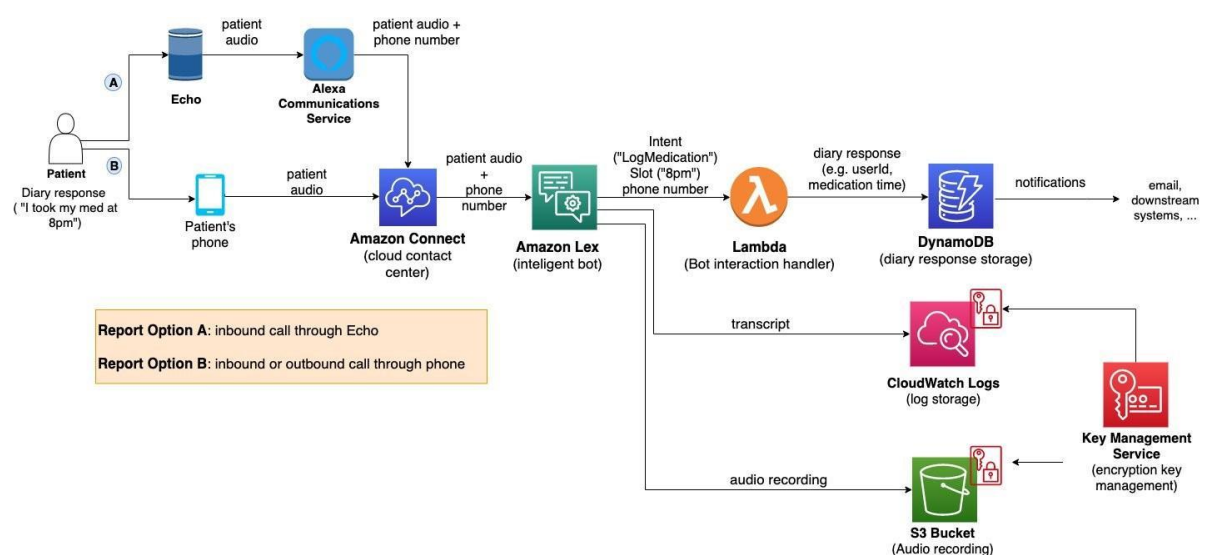 patient
audio
patient audio +
phone number
A
Echo
Alexa
Communications
Service
B
Patient
Diary response
( "I took my med at
8pm")
Patient's
phone
patient
audio
Amazon Connect
(cloud contact
center)
patient audio
+
phone
number
Amazon Lex
(inteligent bot)
Intent
("LogMedication")
Slot ("8pm")
phone number
Lambda
(Bot interaction handler)
diary response
(e.g. userId,
medication time)
DynamoDB
(diary response storage)
notifications
email,
downstream
systems, ...
Report Option A: inbound call through Echo
Report Option B: inbound or outbound call through phone
transcript
CloudWatch Logs
(log storage)
Key Management
Service
(encryption key
management)
audio recording
S3 Bucket
(Audio recording)